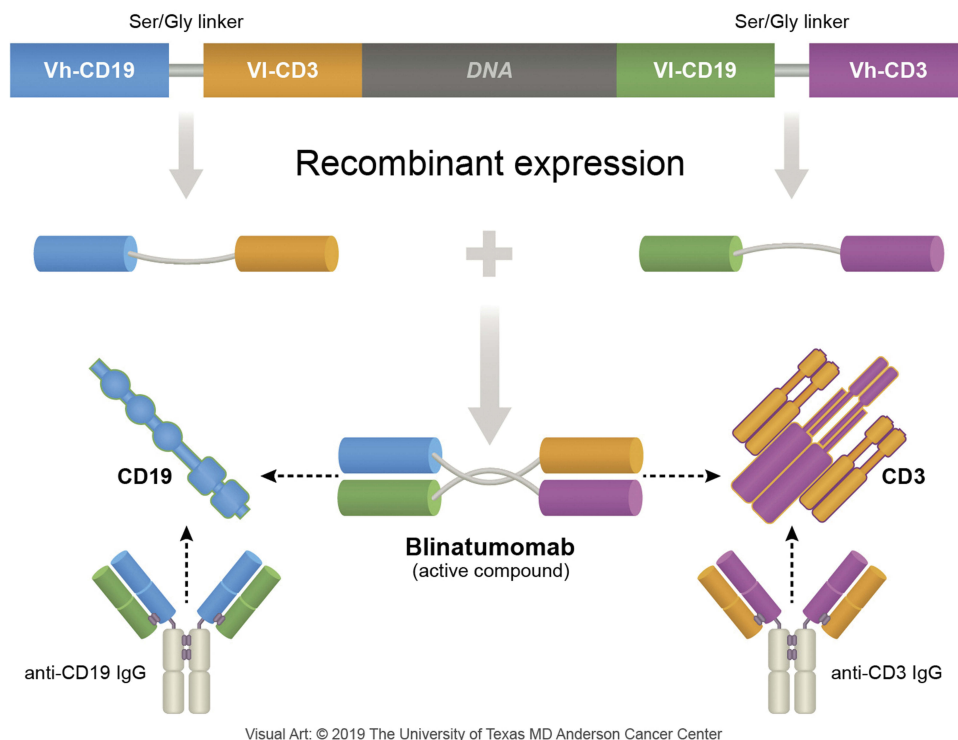 Ser/Gly linker
Ser/Gly linker
Vh-CD19
Vl-CD3
DNA
Vl-CD19
Vh-CD3
Recombinant expression
CD19
CD3
Blinatumomab
(active compound)
anti-CD19 IgG
anti-CD3 IgG
Visual Art: © 2019 The University of Texas MD Anderson Cancer Center